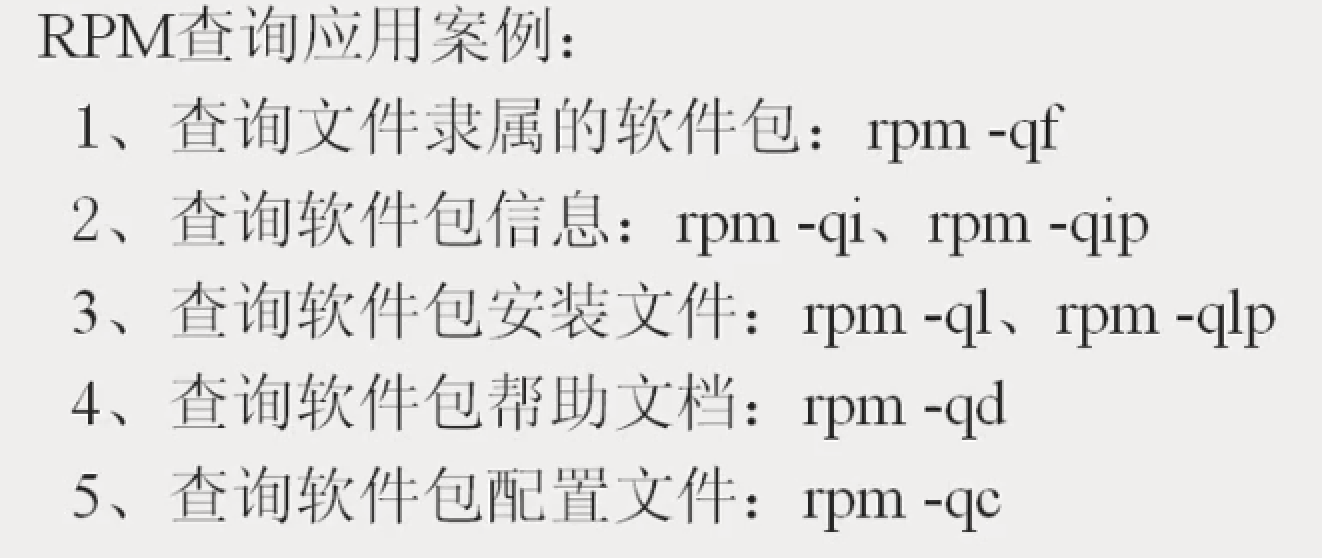 RPM查询应用案例：
1、查询文件隶属的软件包：rpm -qf
2、查询软件包信息：rpm -qi、rpm -qip
3、查询软件包安装文件：rpm -ql、rpm -qlp
4、查询软件包帮助文档：rpm -qd
5、查询软件包配置文件：rpm -qc